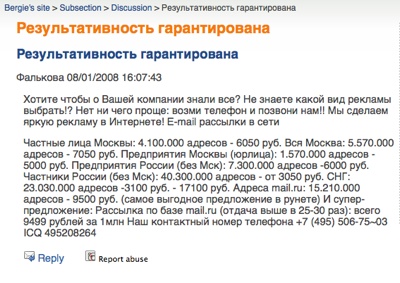 Bergie's site > Subsection > Discussion > Результативность гарантирована
Результативность гарантирована
Результативность гарантирована
Фалькова 08/01/2008 16:07:43
Хотите чтобы о Вашей компании знали все? Не знаете какой вид рекламы
выбрать!? Нет ни чего проще: возми телефон и позвони нам!! Мы сделаем
яркую рекламу в Интернете! E-mail рассылки в сети
Частные лица Москвы: 4.100.000 адресов - 6050 руб. Вся Москва: 5.570.000
адресов - 7050 руб. Предприятия Москвы (юрлица): 1.570.000 адресов -
5000 руб. Предприятия России (без Мск): 7.300.000 адресов -6000 руб.
Частники России (без Мск): 40.300.000 адресов - от 3050 руб. СНГ:
23.030.000 адресов -3100 руб. - 17100 руб. Адреса mail.ru: 15.210.000
адресов - 9500 руб. (самое выгодное предложение в рунете) И супер-
предложение: Рассылка по базе mail.ru (отдача выше в 25-30 раз): всего
9499 рублей за 1млн Наш контактный номер телефона +7 (495) 506-75~03
ICQ 495208264
Reply Report abuse